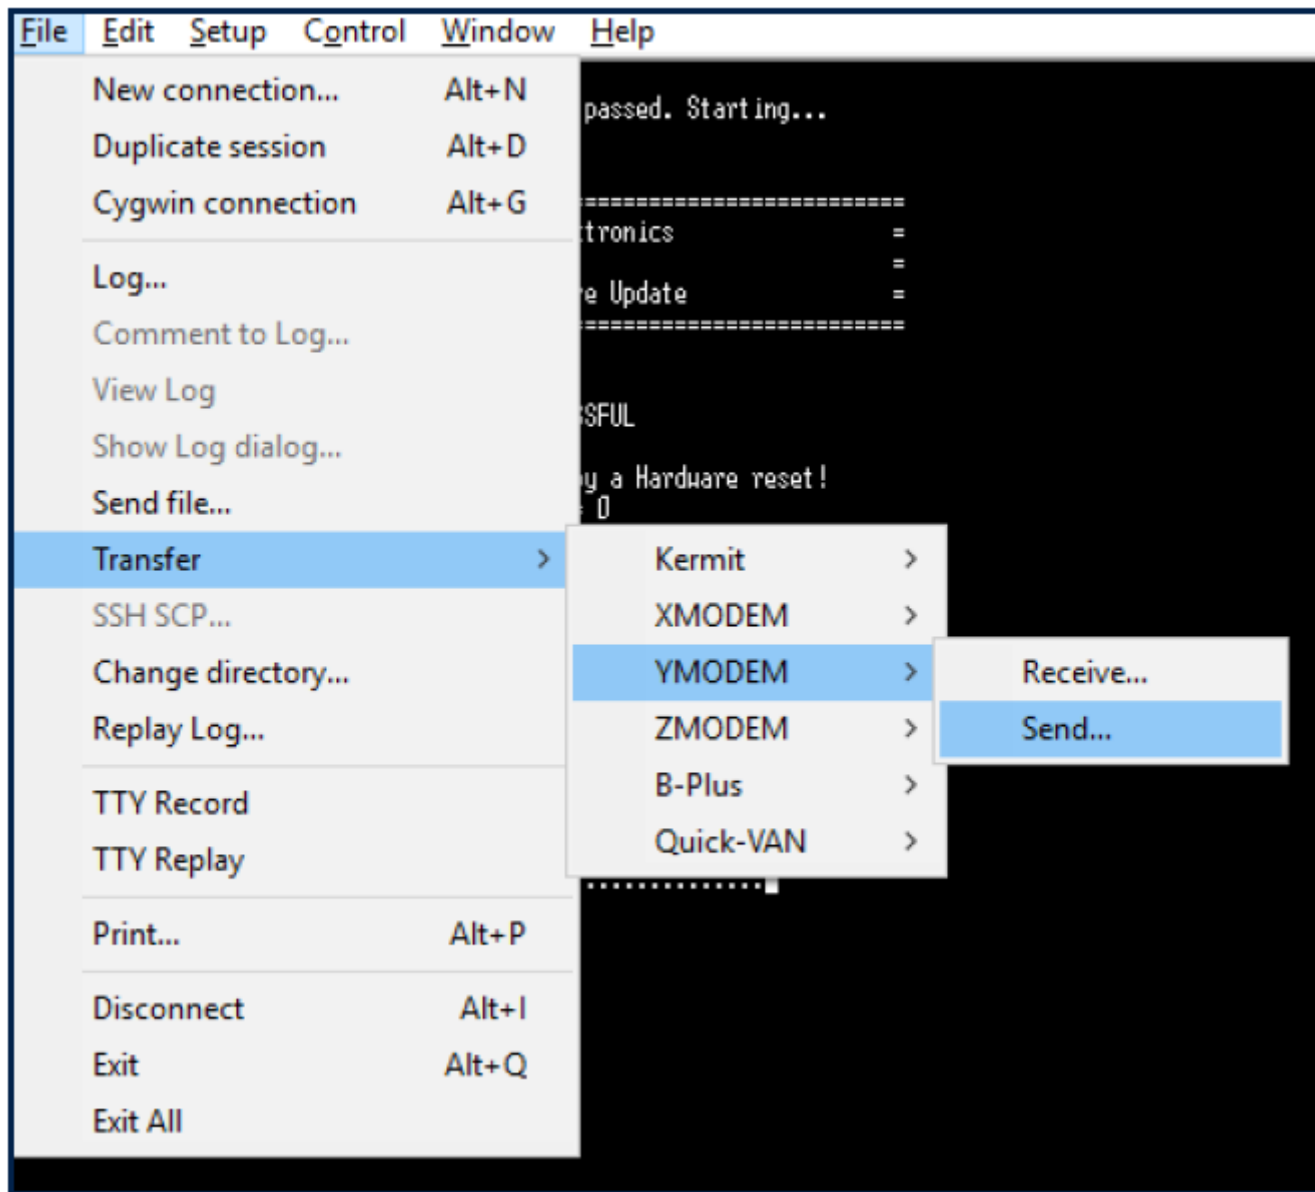 File Edit Setup Control Window Help
New connection... Alt+N
Duplicate session Alt+D
Cygwin connection Alt+G
Log...
Comment to Log...
View Log
Show Log dialog...
Send file...
Transfer >
SSH SCP...
Change directory...
Replay Log...
TTY Record
TTY Replay
Print... Alt+P
Disconnect Alt+I
Exit Alt+Q
Exit All
Kermit >
XMODEM >
YMODEM >
ZMODEM >
B-Plus >
Quick-VAN >
Receive...
Send...
passed. Starting...
=========================
tronics =
=
Update =
=========================
SSFUL
a Hardware reset!
..............